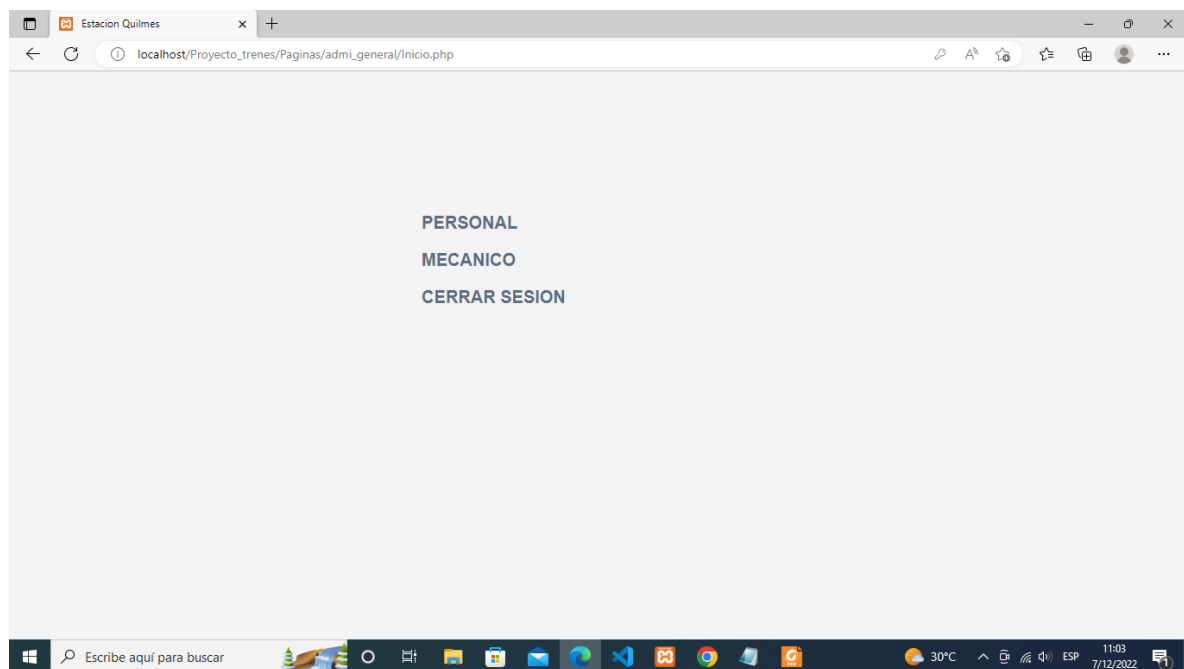 Estacion Quilmes
localhost/Proyecto_trenes/Paginas/admi_general/Inicio.php
PERSONAL
MECANICO
CERRAR SESION
Escribe aquí para buscar
30°C
ESP
11:03
7/12/2022
1